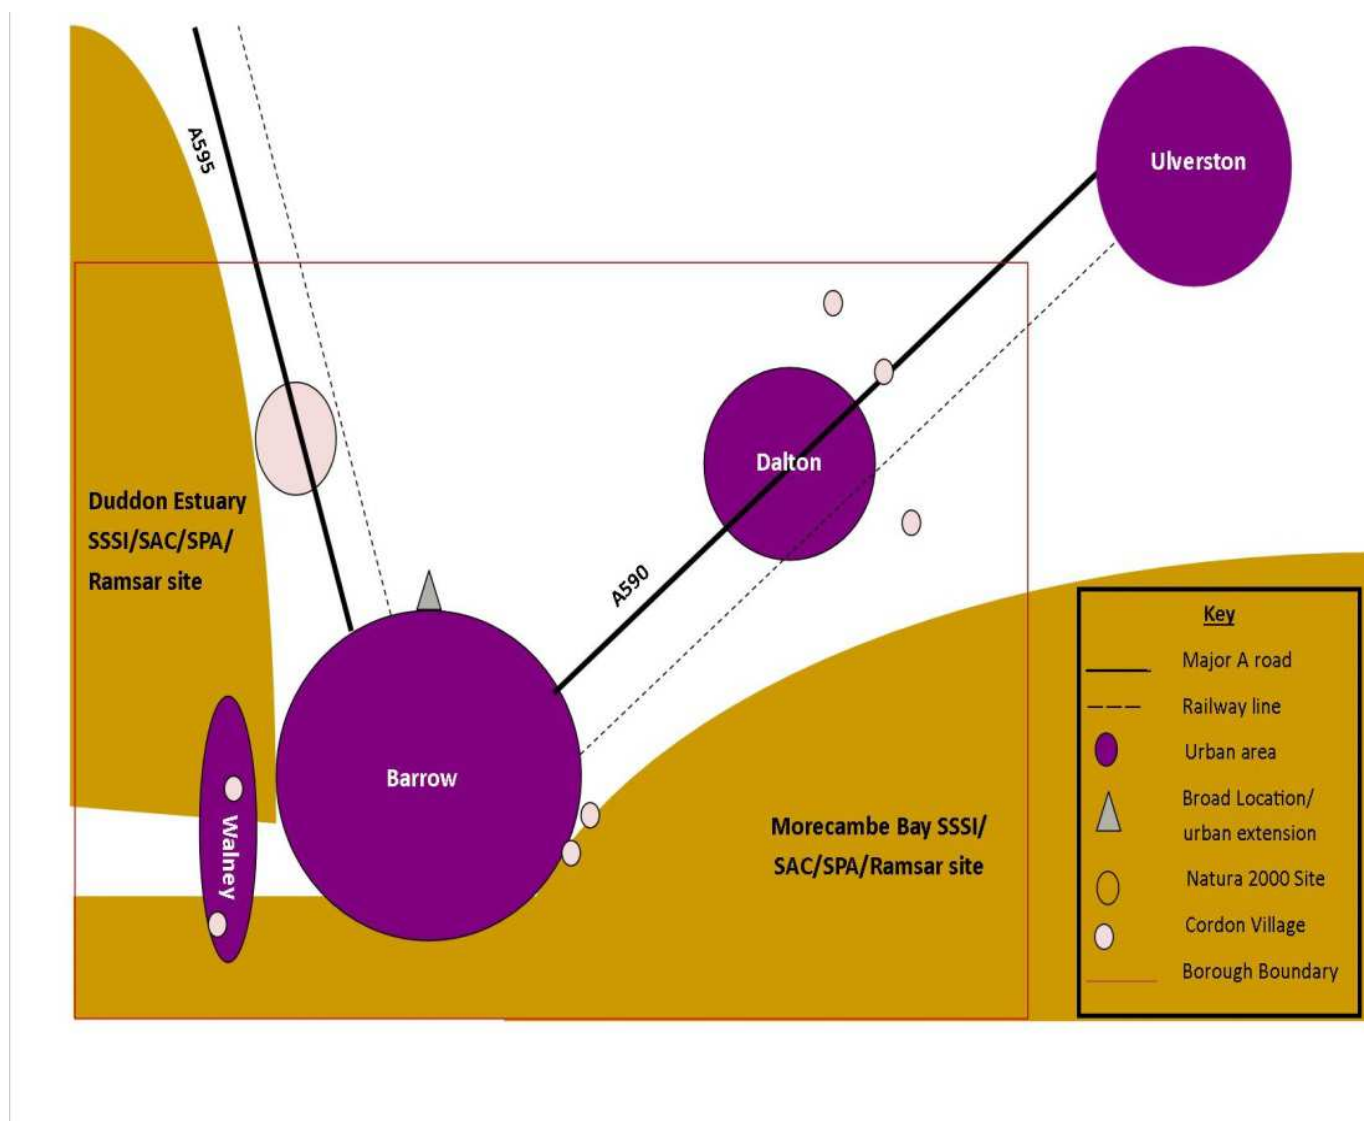 A595
Ulverston
Dalton
Duddon Estuary
SSSI/SAC/SPA/
Ramsar site
A590
Barrow
Walney
Morecambe Bay SSSI/
SAC/SPA/Ramsar site
Key
Major A road
Railway line
Urban area
Broad Location/
urban extension
Natura 2000 Site
Cordon Village
Borough Boundary